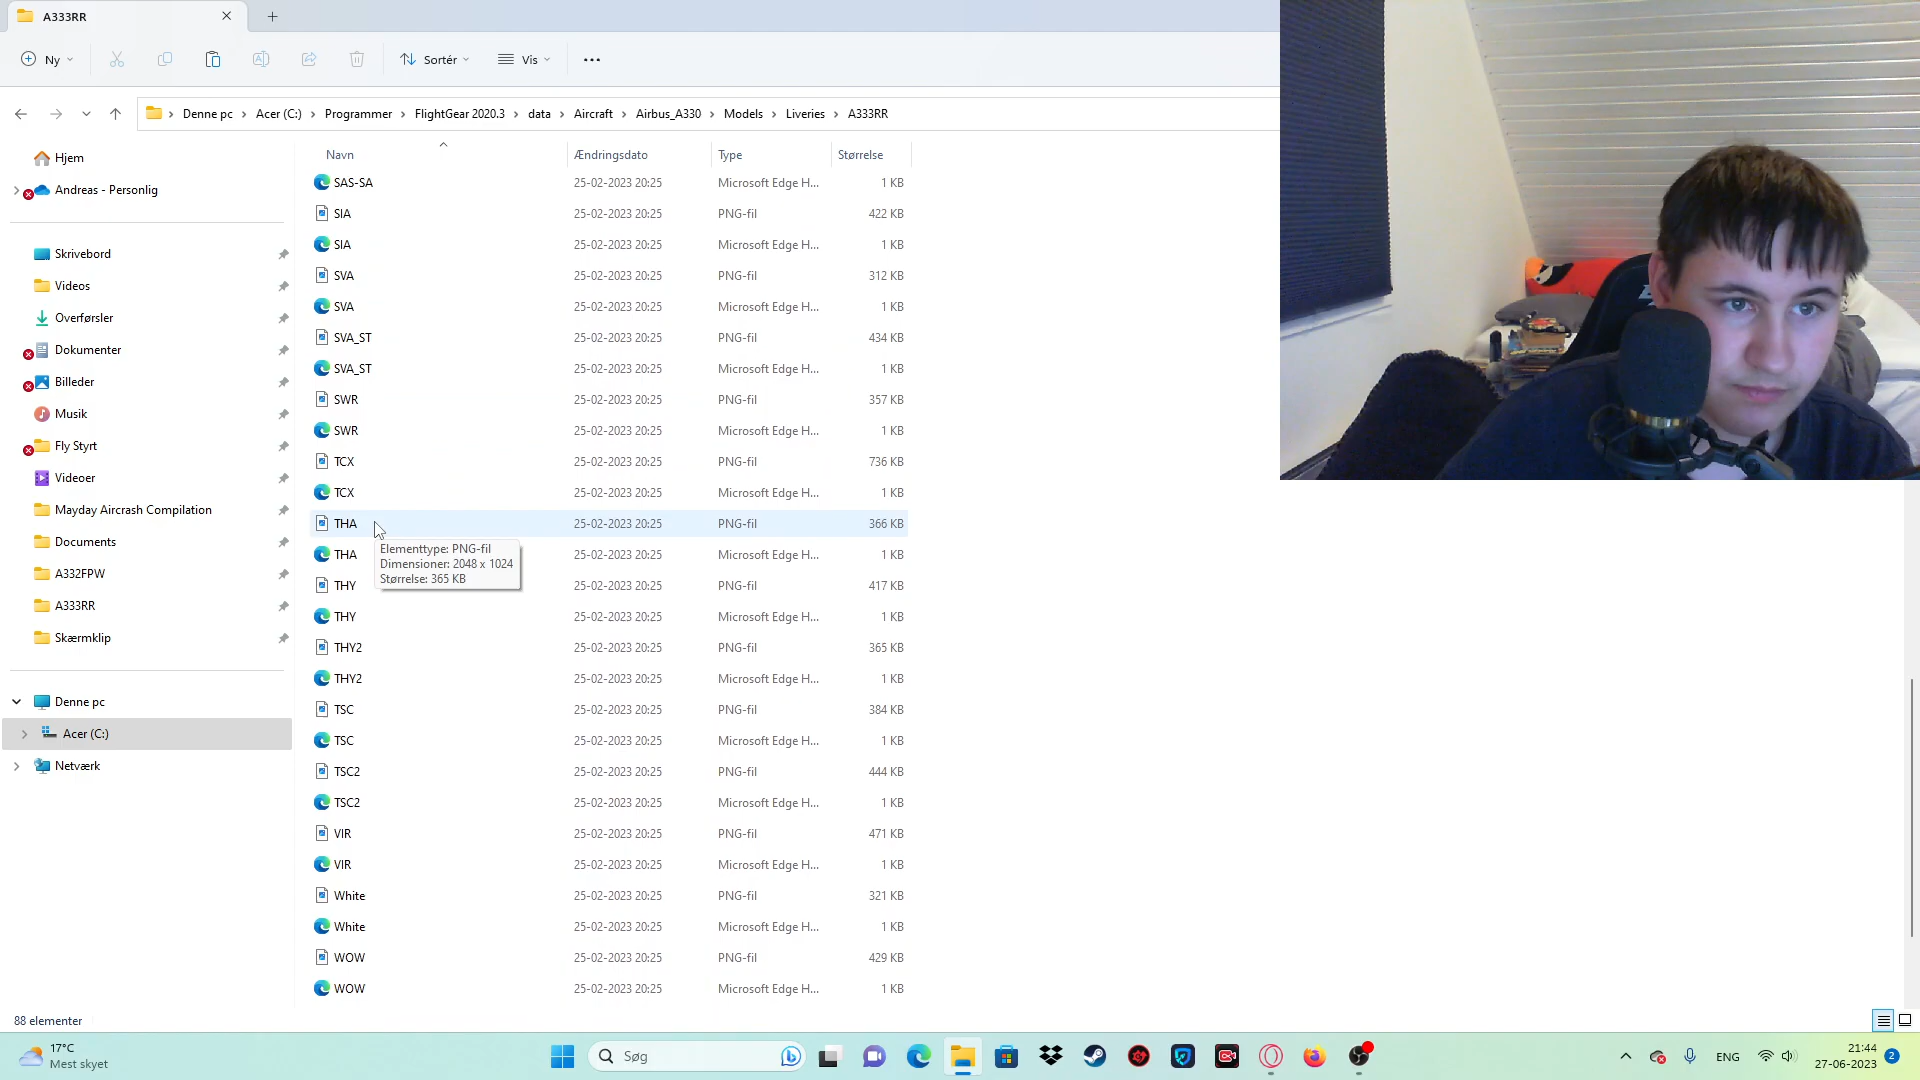 A333RR
Ny
Sortér
Vis
Denne pc
Acer (C:)
Programmer
FlightGear 2020.3
data
Aircraft
Airbus_A330
Models
Liveries
A333RR
Hjem
Andreas - Personlig
Skrivebord
Videos
Overførsler
Dokumenter
Billeder
Musik
Fly Styrt
Videoer
Mayday Aircrash Compilation
Documents
A332FPW
A333RR
Skærmklip
Denne pc
Acer (C:)
Netværk
Navn Ændringsdato Type Størrelse
SAS-SA 25-02-2023 20:25 Microsoft Edge H... 1 KB
SIA 25-02-2023 20:25 PNG-fil 422 KB
SIA 25-02-2023 20:25 Microsoft Edge H... 1 KB
SVA 25-02-2023 20:25 PNG-fil 312 KB
SVA 25-02-2023 20:25 Microsoft Edge H... 1 KB
SVA_ST 25-02-2023 20:25 PNG-fil 434 KB
SVA_ST 25-02-2023 20:25 Microsoft Edge H... 1 KB
SWR 25-02-2023 20:25 PNG-fil 357 KB
SWR 25-02-2023 20:25 Microsoft Edge H... 1 KB
TCX 25-02-2023 20:25 PNG-fil 736 KB
TCX 25-02-2023 20:25 Microsoft Edge H... 1 KB
THA 25-02-2023 20:25 PNG-fil 366 KB
THA 25-02-2023 20:25 Microsoft Edge H... 1 KB
Elementtype: PNG-fil
Dimensioner: 2048 x 1024
Størrelse: 365 KB
THY 25-02-2023 20:25 PNG-fil 417 KB
THY 25-02-2023 20:25 Microsoft Edge H... 1 KB
THY2 25-02-2023 20:25 PNG-fil 365 KB
THY2 25-02-2023 20:25 Microsoft Edge H... 1 KB
TSC 25-02-2023 20:25 PNG-fil 384 KB
TSC 25-02-2023 20:25 Microsoft Edge H... 1 KB
TSC2 25-02-2023 20:25 PNG-fil 444 KB
TSC2 25-02-2023 20:25 Microsoft Edge H... 1 KB
VIR 25-02-2023 20:25 PNG-fil 471 KB
VIR 25-02-2023 20:25 Microsoft Edge H... 1 KB
White 25-02-2023 20:25 PNG-fil 321 KB
White 25-02-2023 20:25 Microsoft Edge H... 1 KB
WOW 25-02-2023 20:25 PNG-fil 429 KB
WOW 25-02-2023 20:25 Microsoft Edge H... 1 KB
88 elementer
17°C
Mest skyet
Søg
ENG
21:44
27-06-2023
2